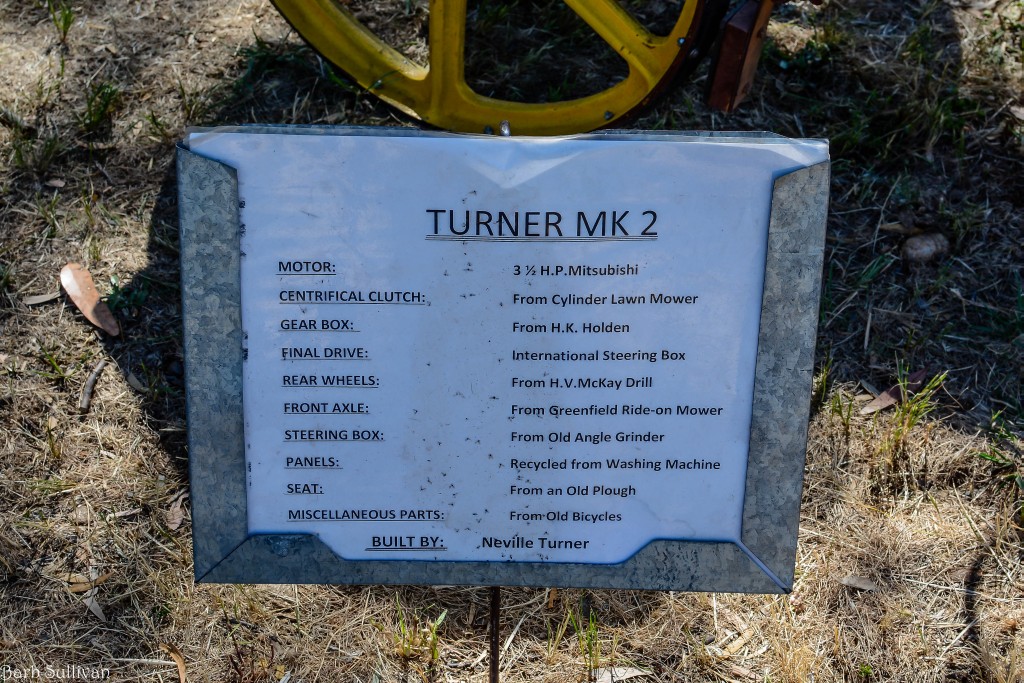 TURNER MK 2
MOTOR: 3 ½ H.P.Mitsubishi
CENTRIFICAL CLUTCH: From Cylinder Lawn Mower
GEAR BOX: From H.K. Holden
FINAL DRIVE: International Steering Box
REAR WHEELS: From H.V.McKay Drill
FRONT AXLE: From Greenfield Ride-on Mower
STEERING BOX: From Old Angle Grinder
PANELS: Recycled from Washing Machine
SEAT: From an Old Plough
MISCELLANEOUS PARTS: From Old Bicycles
BUILT BY: Neville Turner
Barb Sullivan